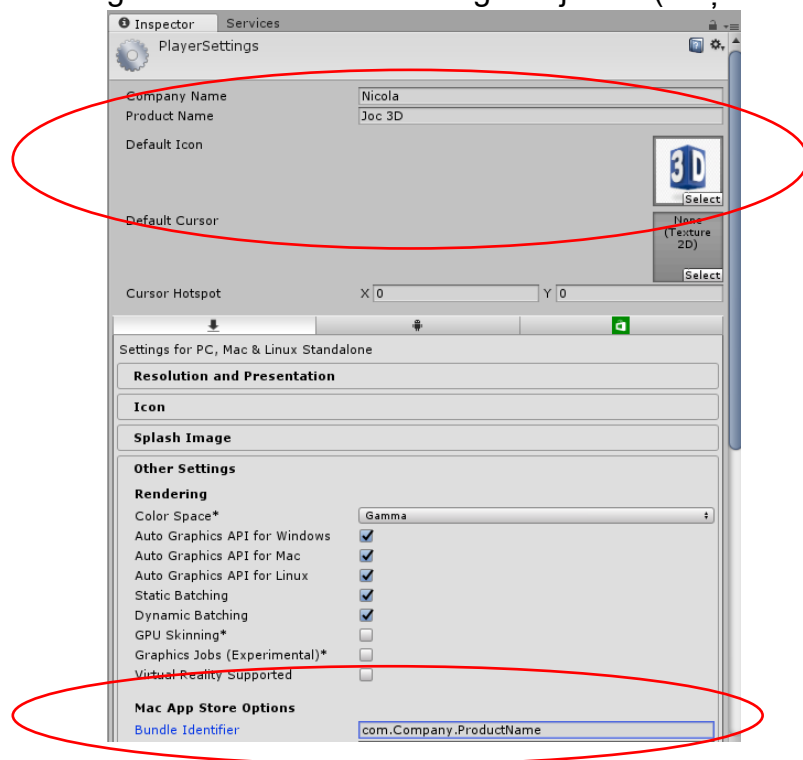 Inspector Services
PlayerSettings
Company Name Nicola
Product Name Joc 3D
Default Icon
3D
Select
Default Cursor
None
(Texture
2D)
Select
Cursor Hotspot X 0 Y 0
Settings for PC, Mac & Linux Standalone
Resolution and Presentation
Icon
Splash Image
Other Settings
Rendering
Color Space* Gamma
Auto Graphics API for Windows
Auto Graphics API for Mac
Auto Graphics API for Linux
Static Batching
Dynamic Batching
GPU Skinning*
Graphics Jobs (Experimental)*
Virtual Reality Supported
Mac App Store Options
Bundle Identifier com.Company.ProductName